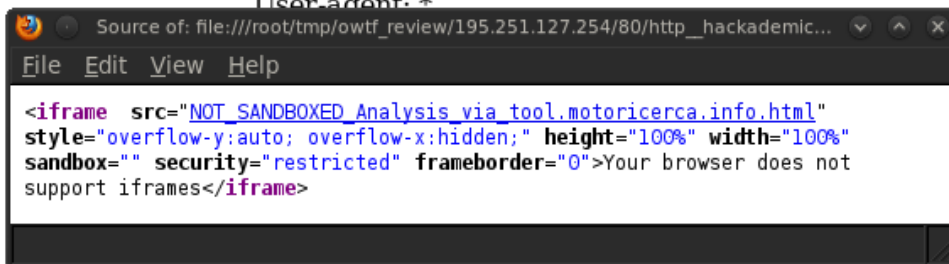 User-agent: *
Source of: file:///root/tmp/owtf_review/195.251.127.254/80/http__hackademic...
File Edit View Help
<iframe src="NOT_SANDBOXED_Analysis_via_tool.motoricerca.info.html"
style="overflow-y:auto; overflow-x:hidden;" height="100%" width="100%"
sandbox="" security="restricted" frameborder="0">Your browser does not
support iframes</iframe>